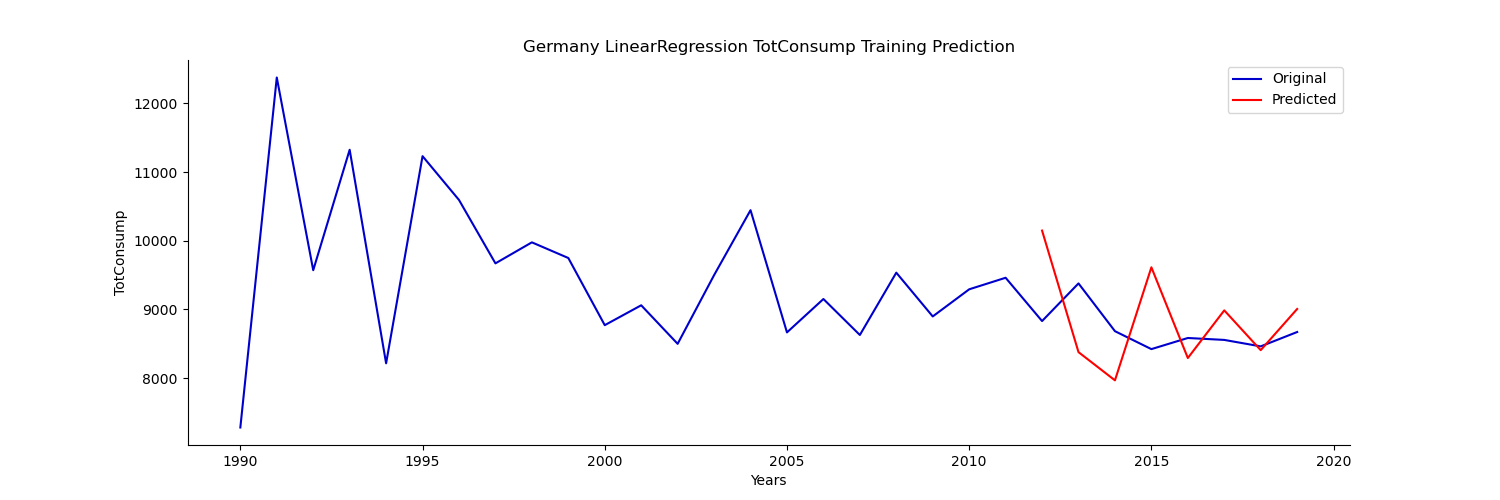 Germany LinearRegression TotConsump Training Prediction
Original
Predicted
12000
11000
10000
9000
8000
TotConsump
1990 1995 2000 2005 2010 2015 2020
Years